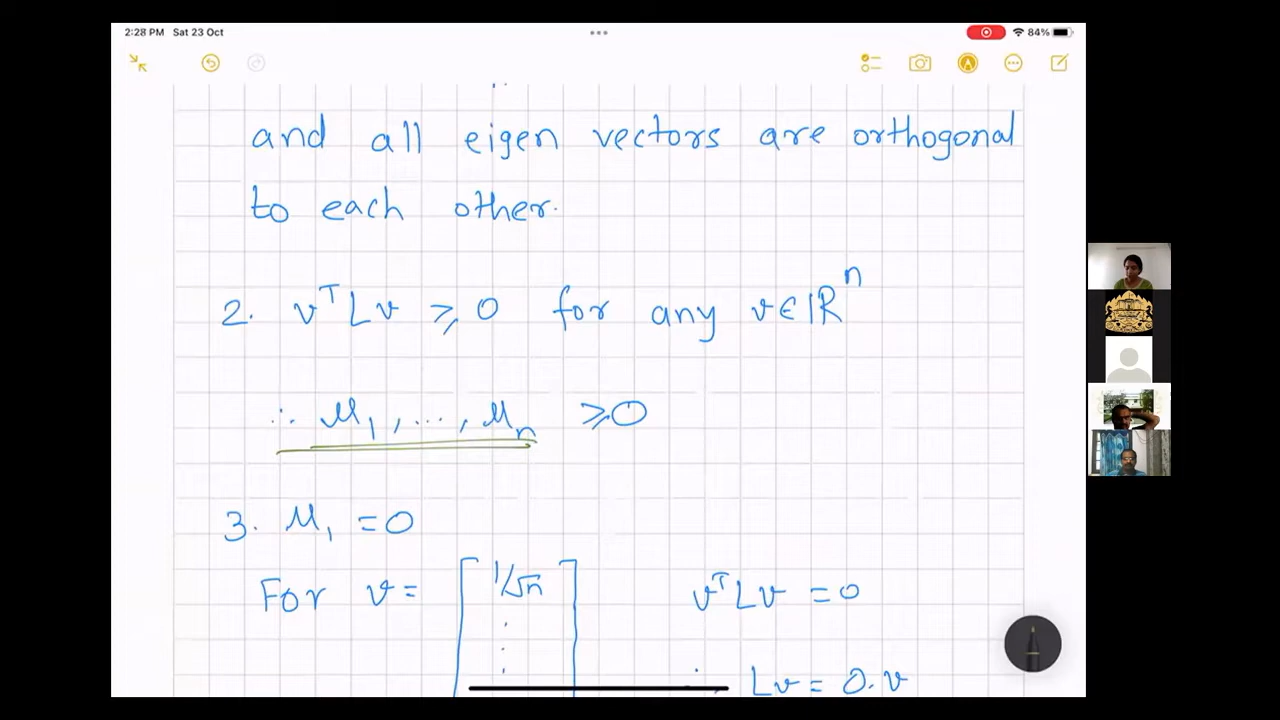 2:28 PM Sat 23 Oct
84%
and all eigen vectors are orthogonal
to each other.
2. vᵀLv ⩾ 0 for any v∈ℝⁿ
∴ μ₁, ..., μₙ ⩾0
3. μ₁ = 0
For v = [ 1/√n vᵀLv = 0
⋮
∴ Lv = 0.v